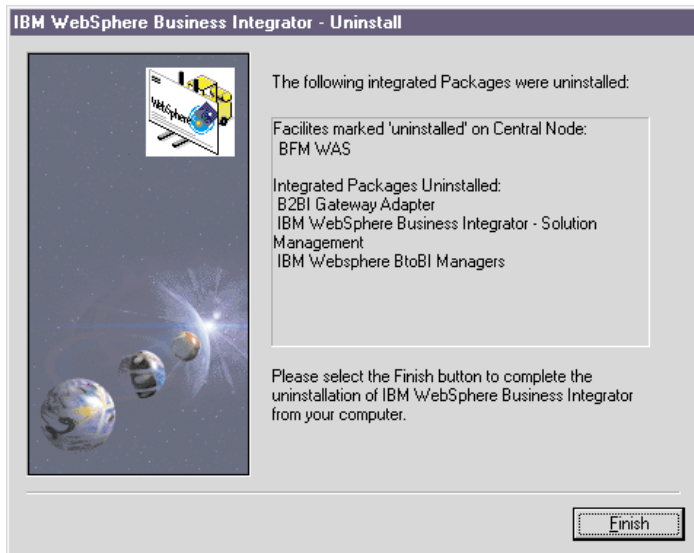 IBM WebSphere Business Integrator - Uninstall
WebSphere
The following integrated Packages were uninstalled:
Facilites marked 'uninstalled' on Central Node:
BFM WAS
Integrated Packages Uninstalled:
B2BI Gateway Adapter
IBM WebSphere Business Integrator - Solution
Management
IBM Websphere BtoBI Managers
Please select the Finish button to complete the
uninstallation of IBM WebSphere Business Integrator
from your computer.
Finish